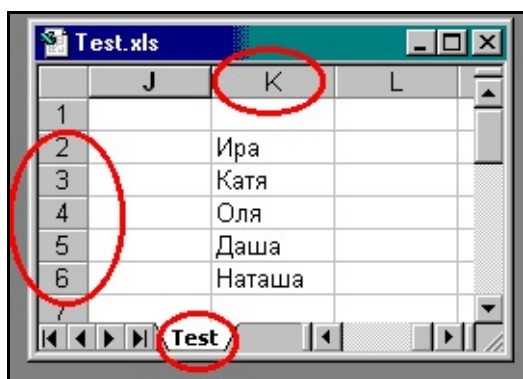 Test.xls
J K L
1
2 Ира
3 Катя
4 Оля
5 Даша
6 Наташа
7
Test